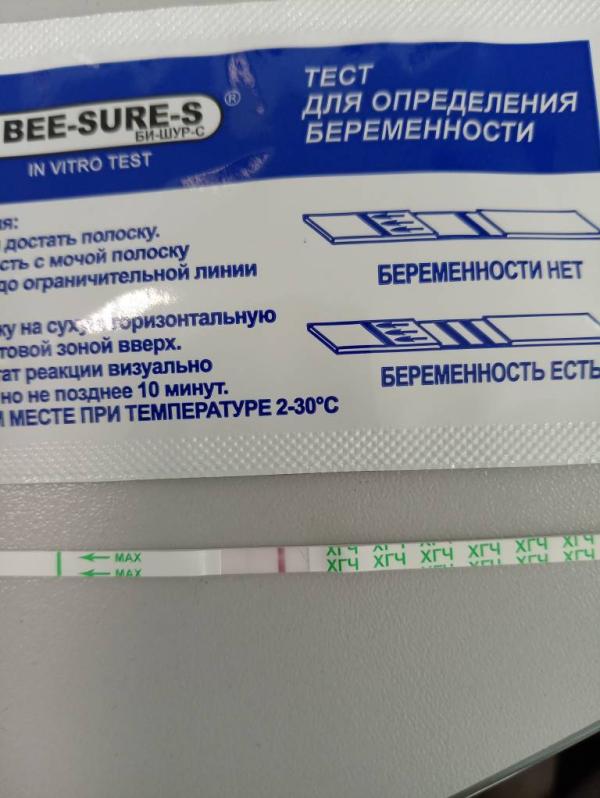 BEE-SURE-S®
БИ-ШУР-С
IN VITRO TEST
ТЕСТ
ДЛЯ ОПРЕДЕЛЕНИЯ
БЕРЕМЕННОСТИ
достать полоску.
с мочой полоску
до ограничительной линии
на горизонтальную
зоной вверх.
реакции визуально
но не позднее 10 минут.
МЕСТЕ ПРИ ТЕМПЕРАТУРЕ 2-30°C
БЕРЕМЕННОСТИ НЕТ
БЕРЕМЕННОСТЬ ЕСТЬ
MAX
MAX
ХГЧ ХГЧ ХГЧ ХГЧ ХГЧ ХГЧ